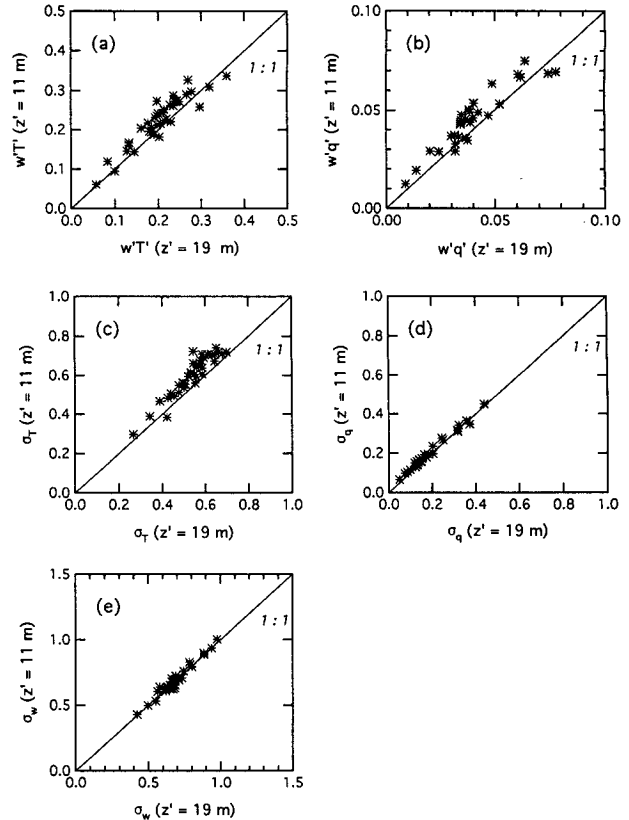 (a)
1 : 1
w'T' (z' = 11 m)
0.5
0.4
0.3
0.2
0.1
0.0
0.0 0.1 0.2 0.3 0.4 0.5
w'T' (z' = 19 m)
(b)
1 : 1
w'q' (z' = 11 m)
0.10
0.05
0.00
0.00 0.05 0.10
w'q' (z' = 19 m)
(c)
1 : 1
σT (z' = 11 m)
1.0
0.8
0.6
0.4
0.2
0.0
0.0 0.2 0.4 0.6 0.8 1.0
σT (z' = 19 m)
(d)
1 : 1
σq (z' = 11 m)
1.0
0.8
0.6
0.4
0.2
0.0
0.0 0.2 0.4 0.6 0.8 1.0
σq (z' = 19 m)
(e)
1 : 1
σw (z' = 11 m)
1.5
1.0
0.5
0.0
0.0 0.5 1.0 1.5
σw (z' = 19 m)